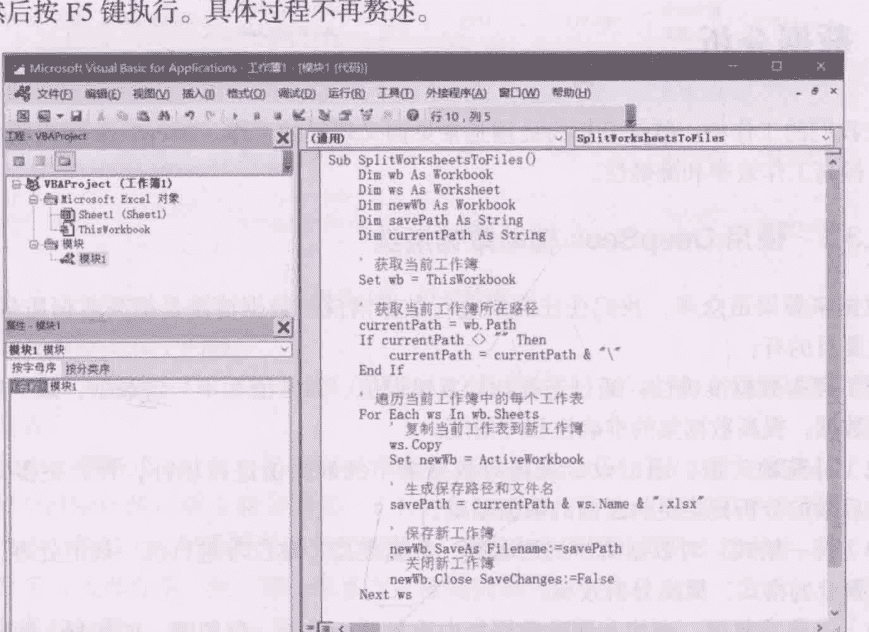 然后按 F5 键执行。具体过程不再赘述。
Microsoft Visual Basic for Applications - 工作簿1 - [模块1 (代码)]
文件(F) 编辑(E) 视图(V) 插入(I) 格式(O) 调试(D) 运行(R) 工具(T) 外接程序(A) 窗口(W) 帮助(H)
行 10，列 5
工程 - VBAProject
VBAProject (工作簿1)
Microsoft Excel 对象
Sheet1 (Sheet1)
ThisWorkbook
模块
模块1
属性 - 模块1
模块1 模块
按字母序 按分类序
模块1
(通用)
SplitWorksheetsToFiles
Sub SplitWorksheetsToFiles()
Dim wb As Workbook
Dim ws As Worksheet
Dim newWb As Workbook
Dim savePath As String
Dim currentPath As String
' 获取当前工作簿
Set wb = ThisWorkbook
' 获取当前工作簿所在路径
currentPath = wb.Path
If currentPath <> "" Then
currentPath = currentPath & "\"
End If
' 遍历当前工作簿中的每个工作表
For Each ws In wb.Sheets
' 复制当前工作表到新工作簿
ws.Copy
Set newWb = ActiveWorkbook
' 生成保存路径和文件名
savePath = currentPath & ws.Name & ".xlsx"
' 保存新工作簿
newWb.SaveAs Filename:=savePath
' 关闭新工作簿
newWb.Close SaveChanges:=False
Next ws